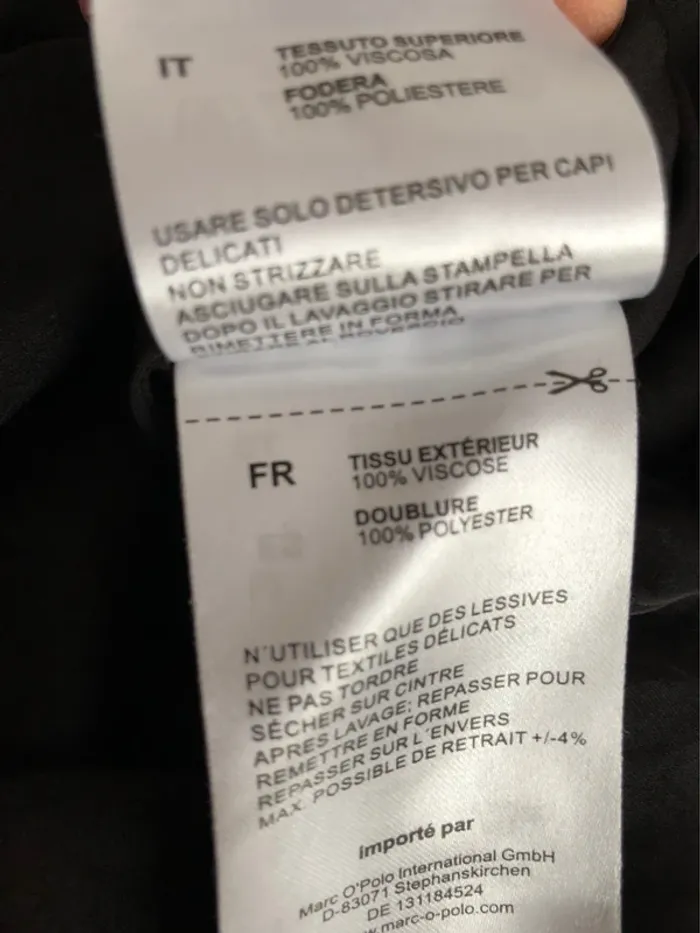 IT
TESSUTO SUPERIORE
100% VISCOSA
FODERA
100% POLIESTERE
USARE SOLO DETERSIVO PER CAPI
DELICATI
NON STRIZZARE
ASCIUGARE SULLA STAMPELLA
DOPO IL LAVAGGIO STIRARE PER
RIMETTERE IN FORMA
FR
TISSU EXTÉRIEUR
100% VISCOSE
DOUBLURE
100% POLYESTER
N´UTILISER QUE DES LESSIVES
POUR TEXTILES DÉLICATS
NE PAS TORDRE
SÉCHER SUR CINTRE
APRES LAVAGE; REPASSER POUR
REMETTRE EN FORME
REPASSER SUR L´ENVERS
MAX. POSSIBLE DE RETRAIT +/-4%
importé par
Marc O'Polo International GmbH
D-83071 Stephanskirchen
DE 131184524
marc-o-polo.com